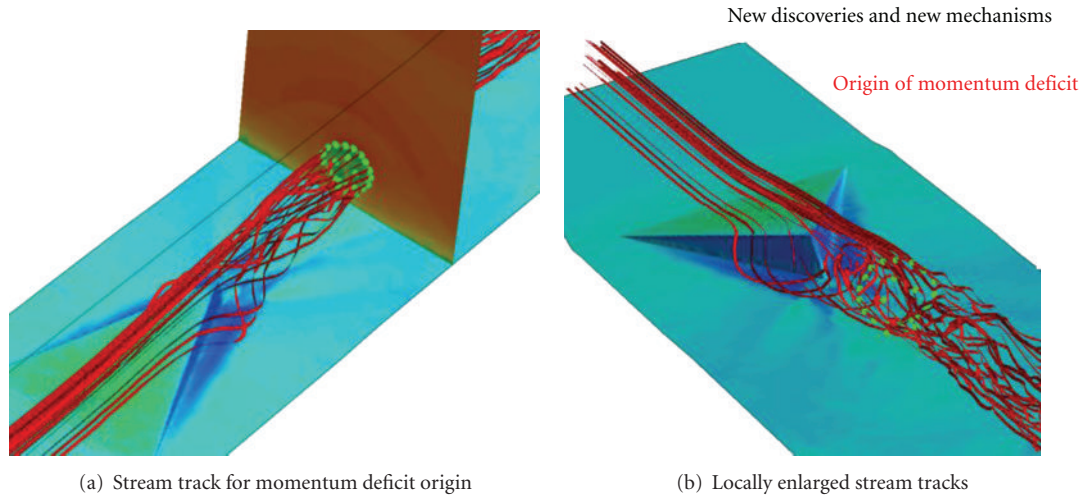 New discoveries and new mechanisms
Origin of momentum deficit
(a) Stream track for momentum deficit origin
(b) Locally enlarged stream tracks